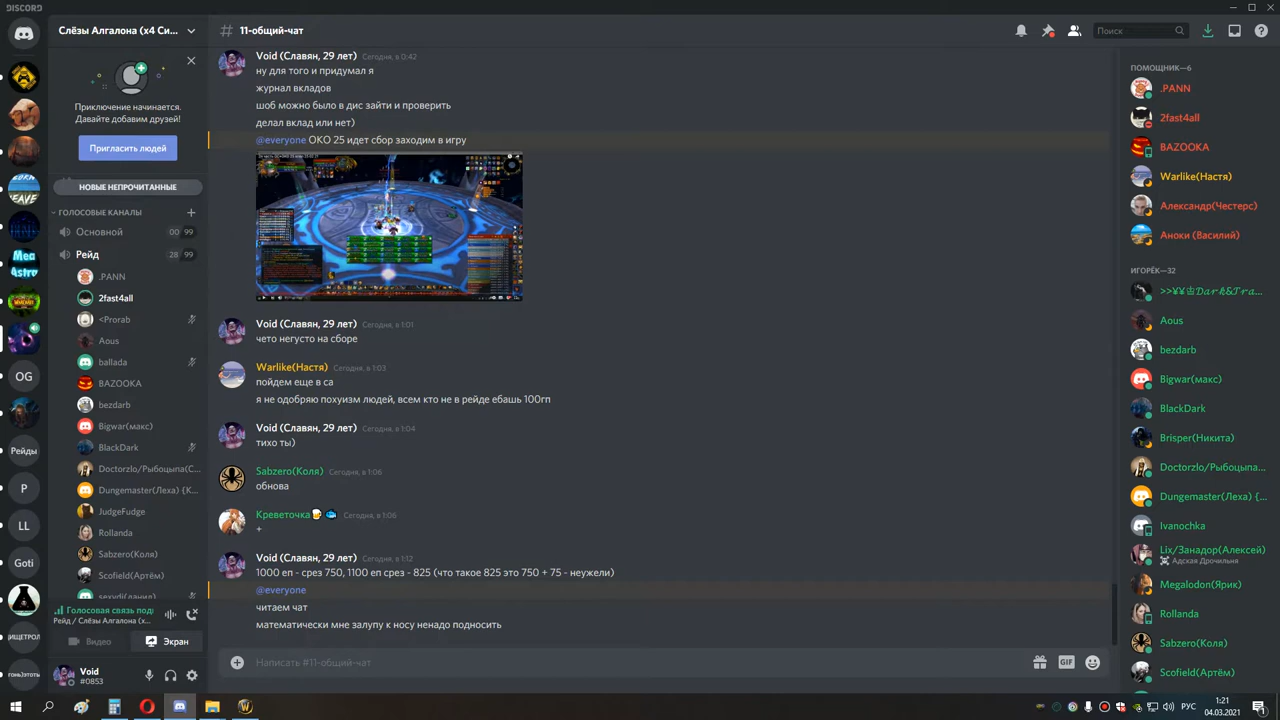 DISCORD
Слёзы Алгалона (x4 Си...
11-общий-чат
Поиск
Приключение начинается.
Давайте добавим друзей!
Пригласить людей
НОВЫЕ НЕПРОЧИТАННЫЕ
ГОЛОСОВЫЕ КАНАЛЫ
Основной
00 99
Рейд
28 99
.PANN
2fast4all
<Prorab
Aous
ballada
BAZOOKA
bezdarb
Bigwar(макс)
BlackDark
Doctorzlo/Рыбоцыпа(С...
Dungemaster(Леха) {К...
JudgeFudge
Rollanda
Sabzero(Коля)
Scofield(Артём)
sexydi(данил)
Голосовая связь под
Рейд / Слёзы Алгалона (x...
Видео
Экран
Void
#0853
OG
Рейды
P
LL
Goti
Void (Славян, 29 лет) Сегодня, в 0:42
ну для того и придумал я
журнал вкладов
шоб можно было в дис зайти и проверить
делал вклад или нет)
@everyone ОКО 25 идет сбор заходим в игру
Void (Славян, 29 лет) Сегодня, в 1:01
чето негусто на сборе
Warlike(Настя) Сегодня, в 1:03
пойдем еще в са
я не одобряю похуизм людей, всем кто не в рейде ебашь 100гп
Void (Славян, 29 лет) Сегодня, в 1:04
тихо ты)
Sabzero(Коля) Сегодня, в 1:06
обнова
Креветочка Сегодня, в 1:06
+
Void (Славян, 29 лет) Сегодня, в 1:12
1000 еп - срез 750, 1100 еп срез - 825 (что такое 825 это 750 + 75 - неужели)
@everyone
читаем чат
математически мне залупу к носу ненадо подносить
Написать #11-общий-чат
GIF
ПОМОЩНИК—6
.PANN
2fast4all
BAZOOKA
Warlike(Настя)
Александр(Честерс)
Аноки (Василий)
ИГОРЁК—32
Aous
bezdarb
Bigwar(макс)
BlackDark
Brisper(Никита)
Doctorzlo/Рыбоцыпа...
Dungemaster(Леха) {...
Ivanochka
Lix/Занадор(Алексей)
Адская Дрочильня
Megalodon(Ярик)
Rollanda
Sabzero(Коля)
Scofield(Артём)
РУС
1:21
04.03.2021